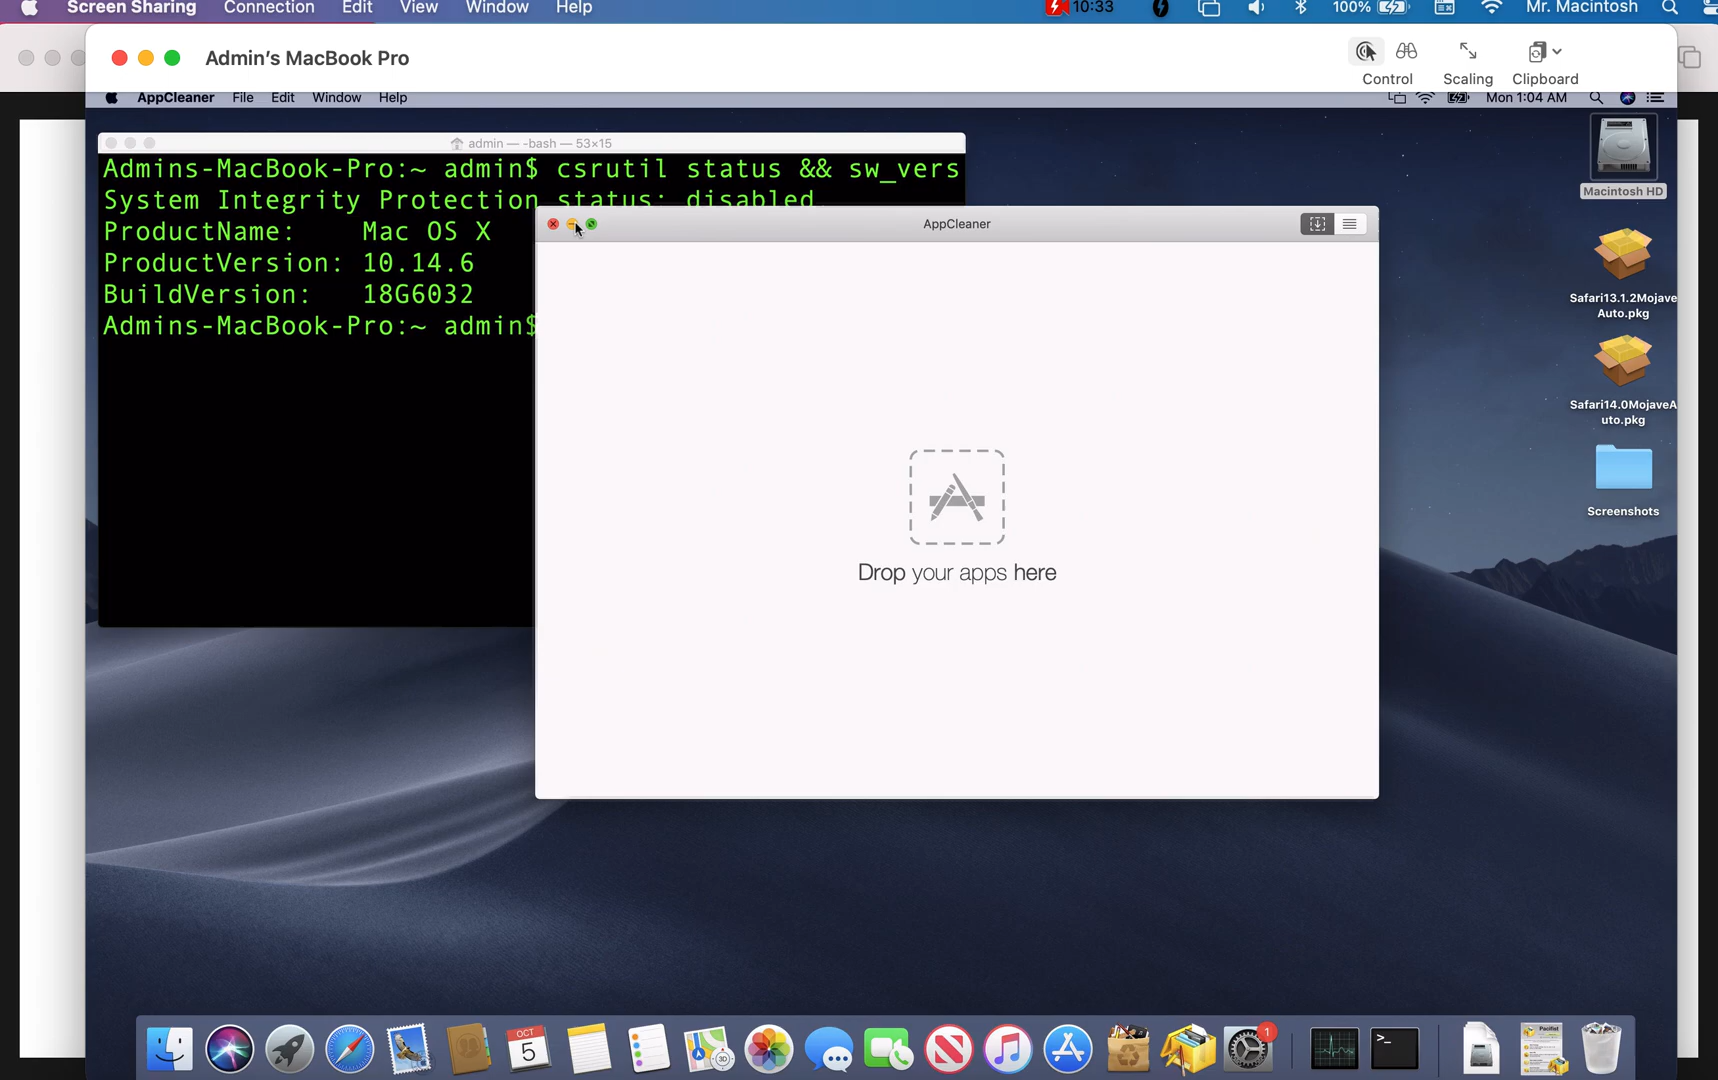 Screen Sharing Connection Edit View Window Help 10:33 100% Mr. Macintosh
Admin's MacBook Pro
Control Scaling Clipboard
AppCleaner File Edit Window Help Mon 1:04 AM
admin — -bash — 53×15
Admins-MacBook-Pro:~ admin$ csrutil status && sw_vers
System Integrity Protection status: disabled.
ProductName: Mac OS X
ProductVersion: 10.14.6
BuildVersion: 18G6032
Admins-MacBook-Pro:~ admin$
AppCleaner
Drop your apps here
Macintosh HD
Safari13.1.2Mojave
Auto.pkg
Safari14.0MojaveA
uto.pkg
Screenshots
OCT
5
3D
1
>_
Pacifist